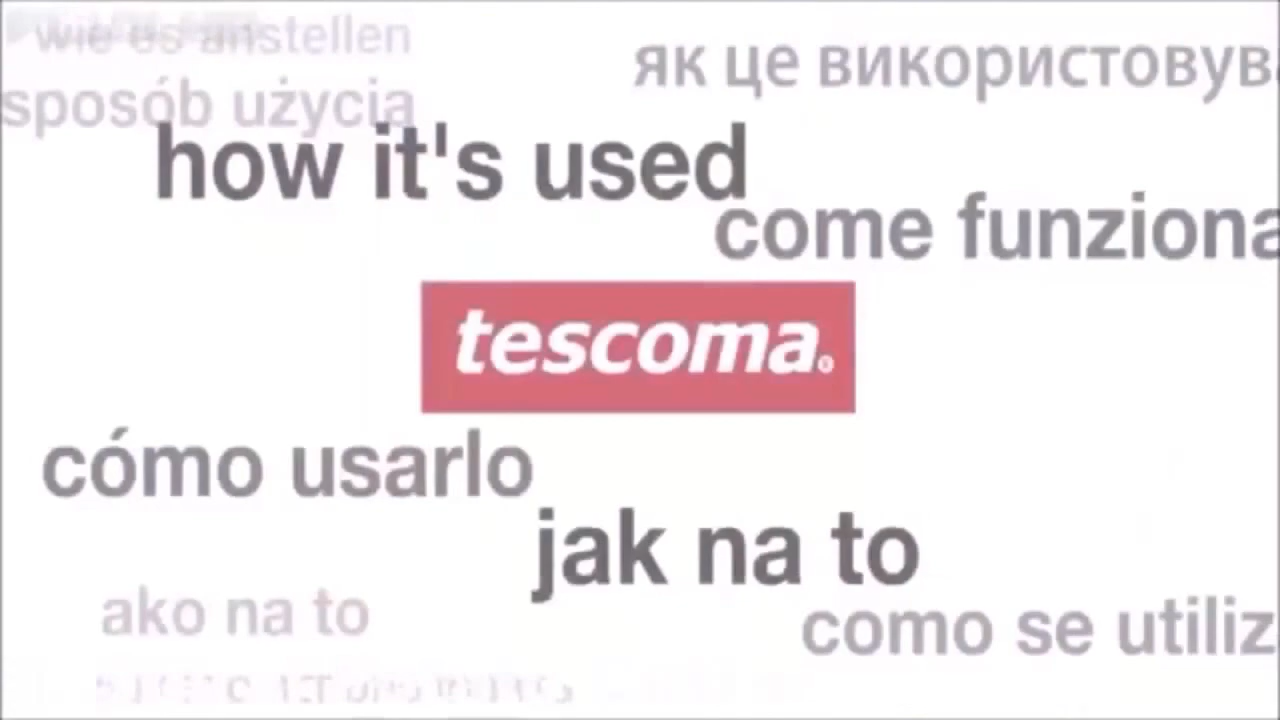 wie es anstellen
як це використовув
sposób użycia
how it's used
come funziona
tescoma®
cómo usarlo
jak na to
ako na to
como se utiliz